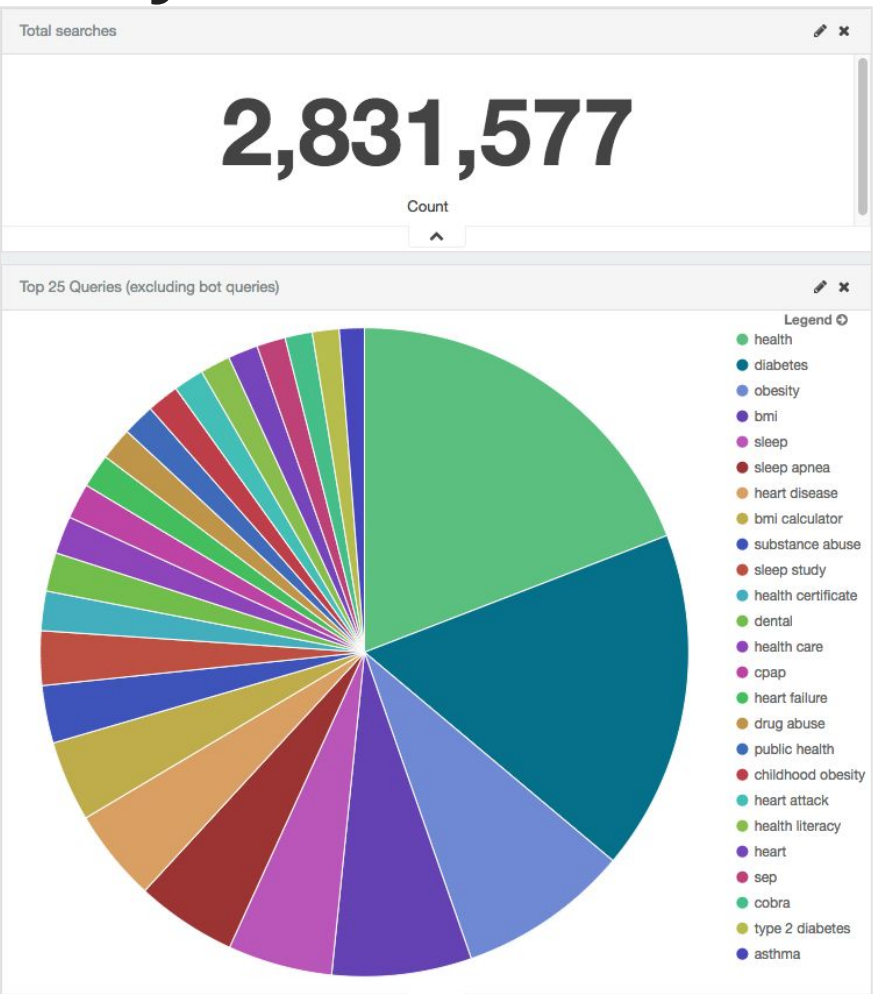 Total searches
2,831,577
Count
Top 25 Queries (excluding bot queries)
Legend
health
diabetes
obesity
bmi
sleep
sleep apnea
heart disease
bmi calculator
substance abuse
sleep study
health certificate
dental
health care
cpap
heart failure
drug abuse
public health
childhood obesity
heart attack
health literacy
heart
sep
cobra
type 2 diabetes
asthma